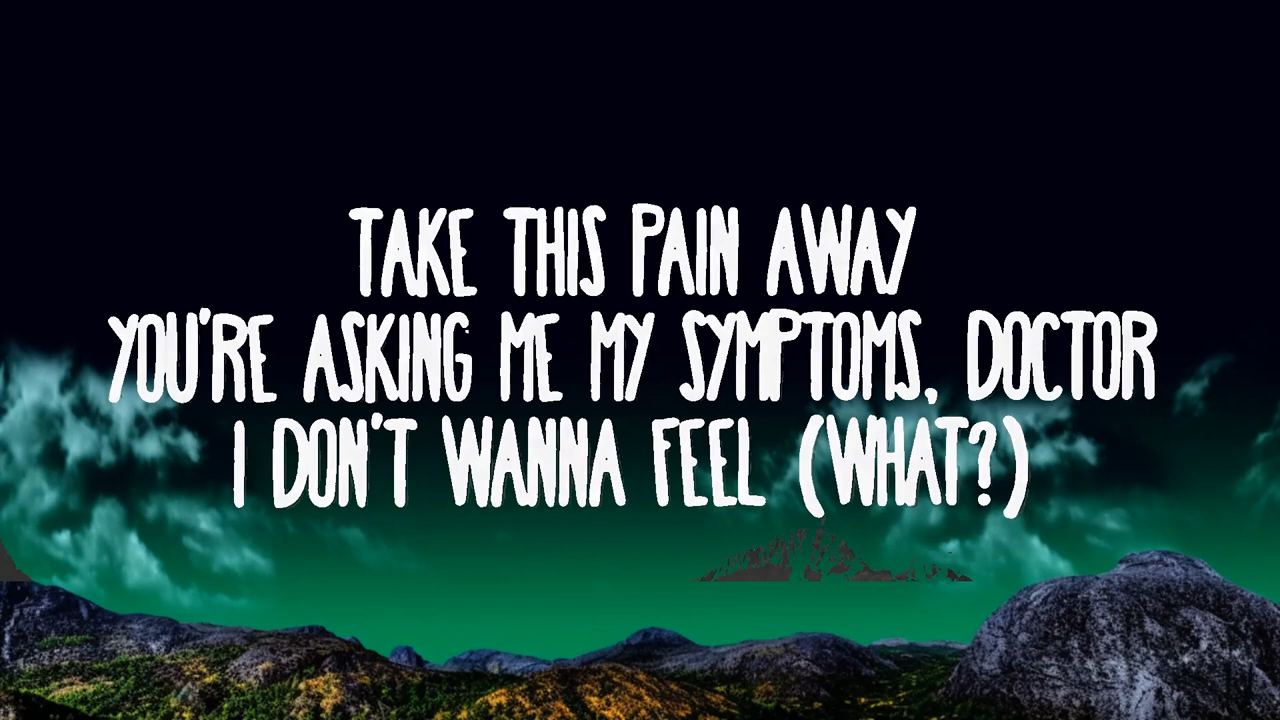 TAKE THIS PAIN AWAY
YOU'RE ASKING ME MY SYMPTOMS, DOCTOR
I DON'T WANNA FEEL (WHAT?)